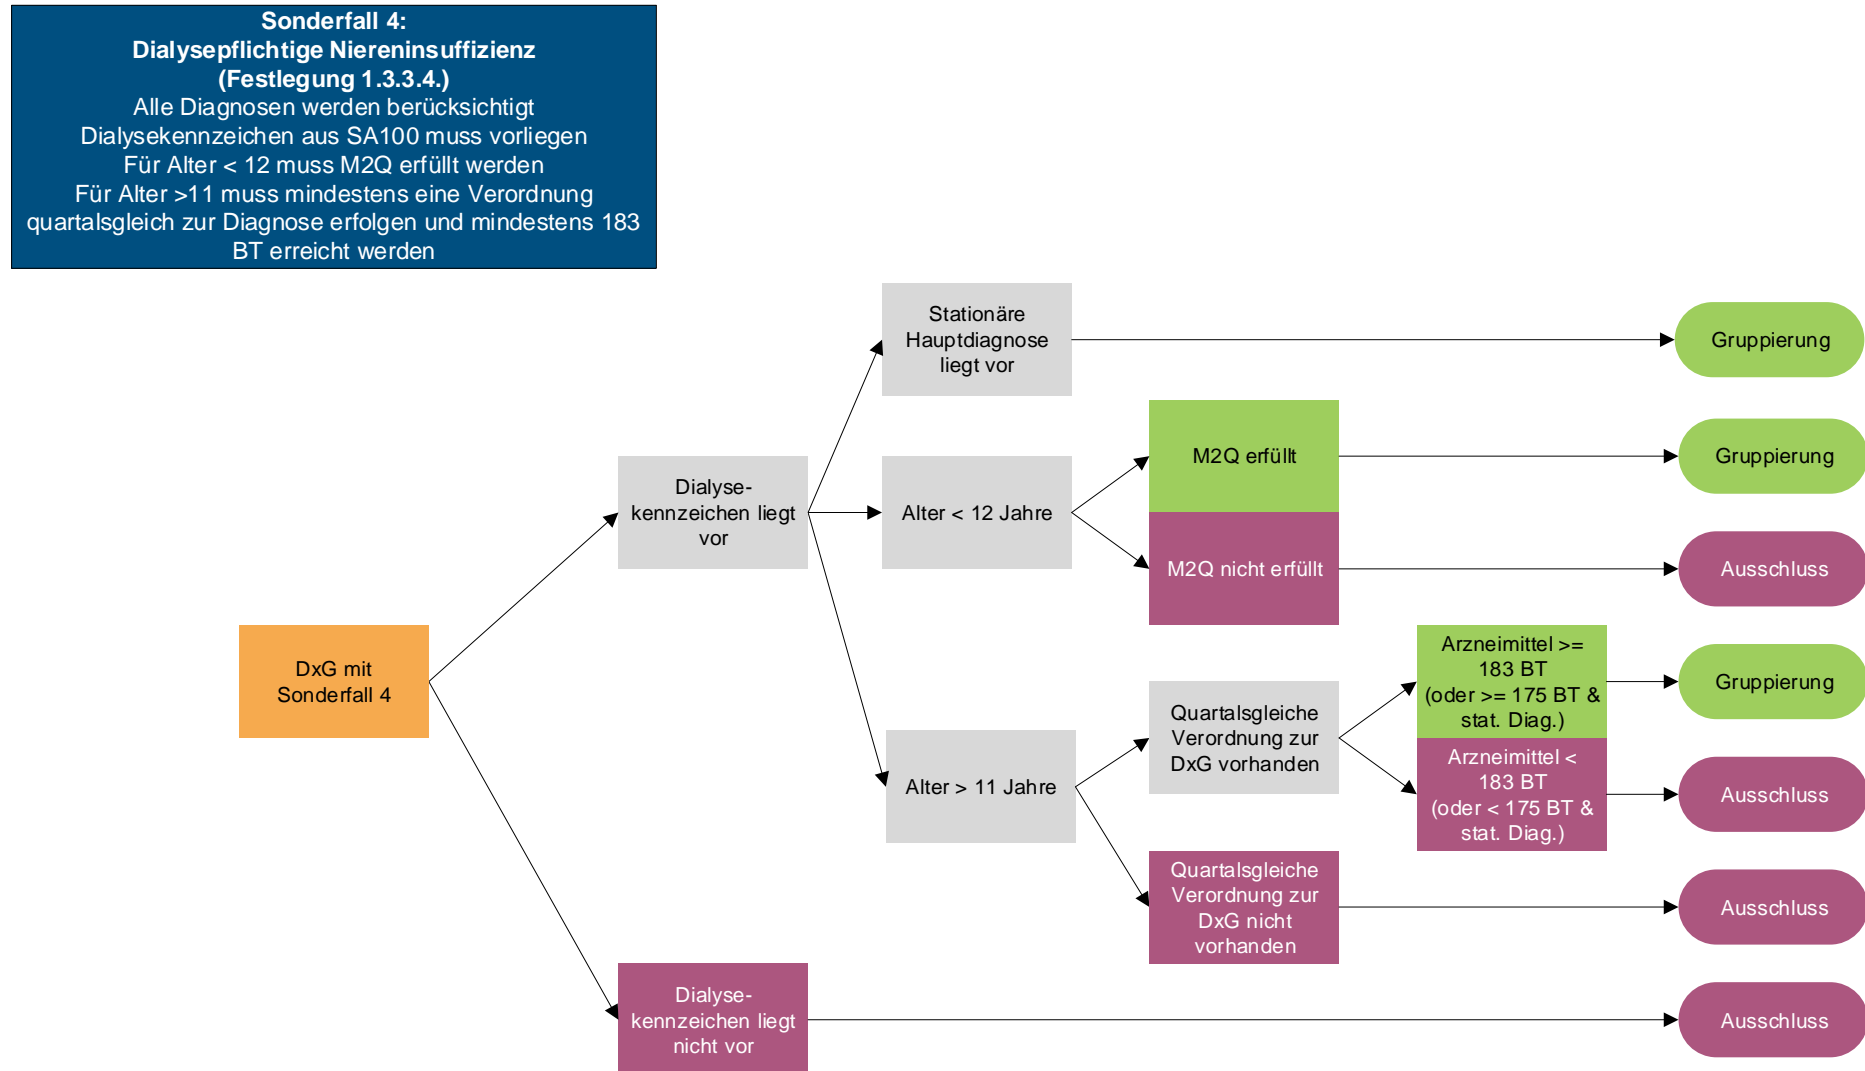 Sonderfall 4:
Dialysepflichtige Niereninsuffizienz
(Festlegung 1.3.3.4.)
Alle Diagnosen werden berücksichtigt
Dialysekennzeichen aus SA100 muss vorliegen
Für Alter < 12 muss M2Q erfüllt werden
Für Alter >11 muss mindestens eine Verordnung
quartalsgleich zur Diagnose erfolgen und mindestens 183
BT erreicht werden
Stationäre
Hauptdiagnose
liegt vor
Gruppierung
M2Q erfüllt
Gruppierung
Dialyse-
kennzeichen liegt
vor
Alter < 12 Jahre
M2Q nicht erfüllt
Ausschluss
DxG mit
Sonderfall 4
Arzneimittel >=
183 BT
(oder >= 175 BT &
stat. Diag.)
Gruppierung
Quartalsgleiche
Verordnung zur
DxG vorhanden
Alter > 11 Jahre
Arzneimittel <
183 BT
(oder < 175 BT &
stat. Diag.)
Ausschluss
Quartalsgleiche
Verordnung zur
DxG nicht
vorhanden
Ausschluss
Dialyse-
kennzeichen liegt
nicht vor
Ausschluss